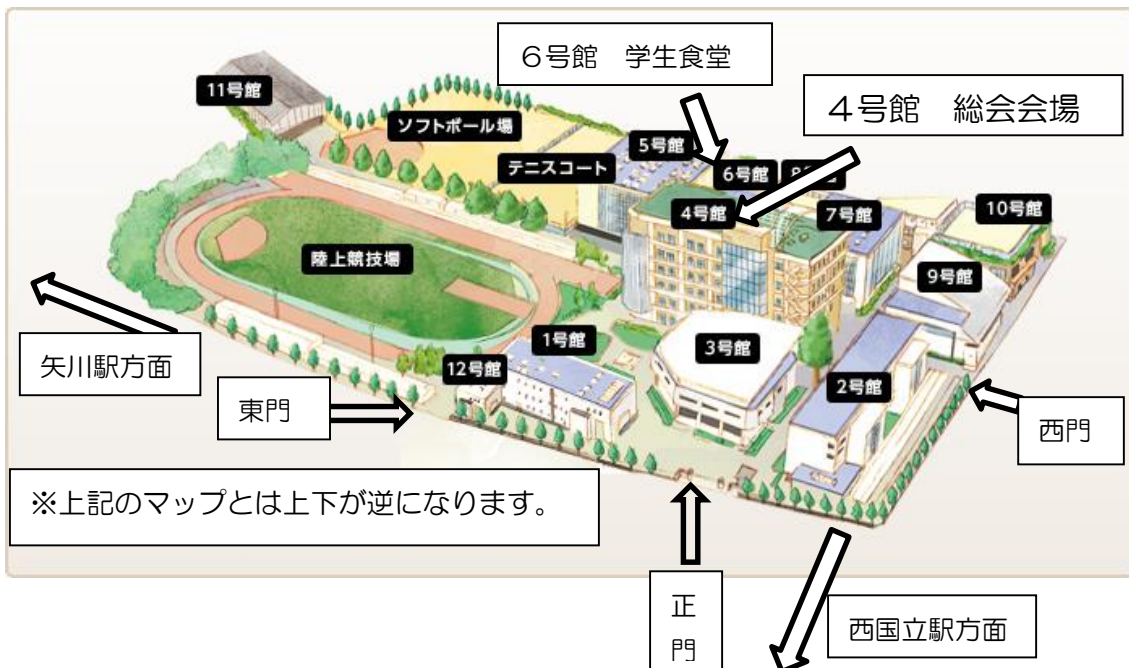 6号館 学生食堂
4号館 総会会場
11号館
ソフトボール場
5号館
テニスコート
6号館
4号館
7号館
10号館
陸上競技場
9号館
矢川駅方面
1号館
3号館
12号館
2号館
東門
西門
※上記のマップとは上下が逆になります。
正
門
西国立駅方面